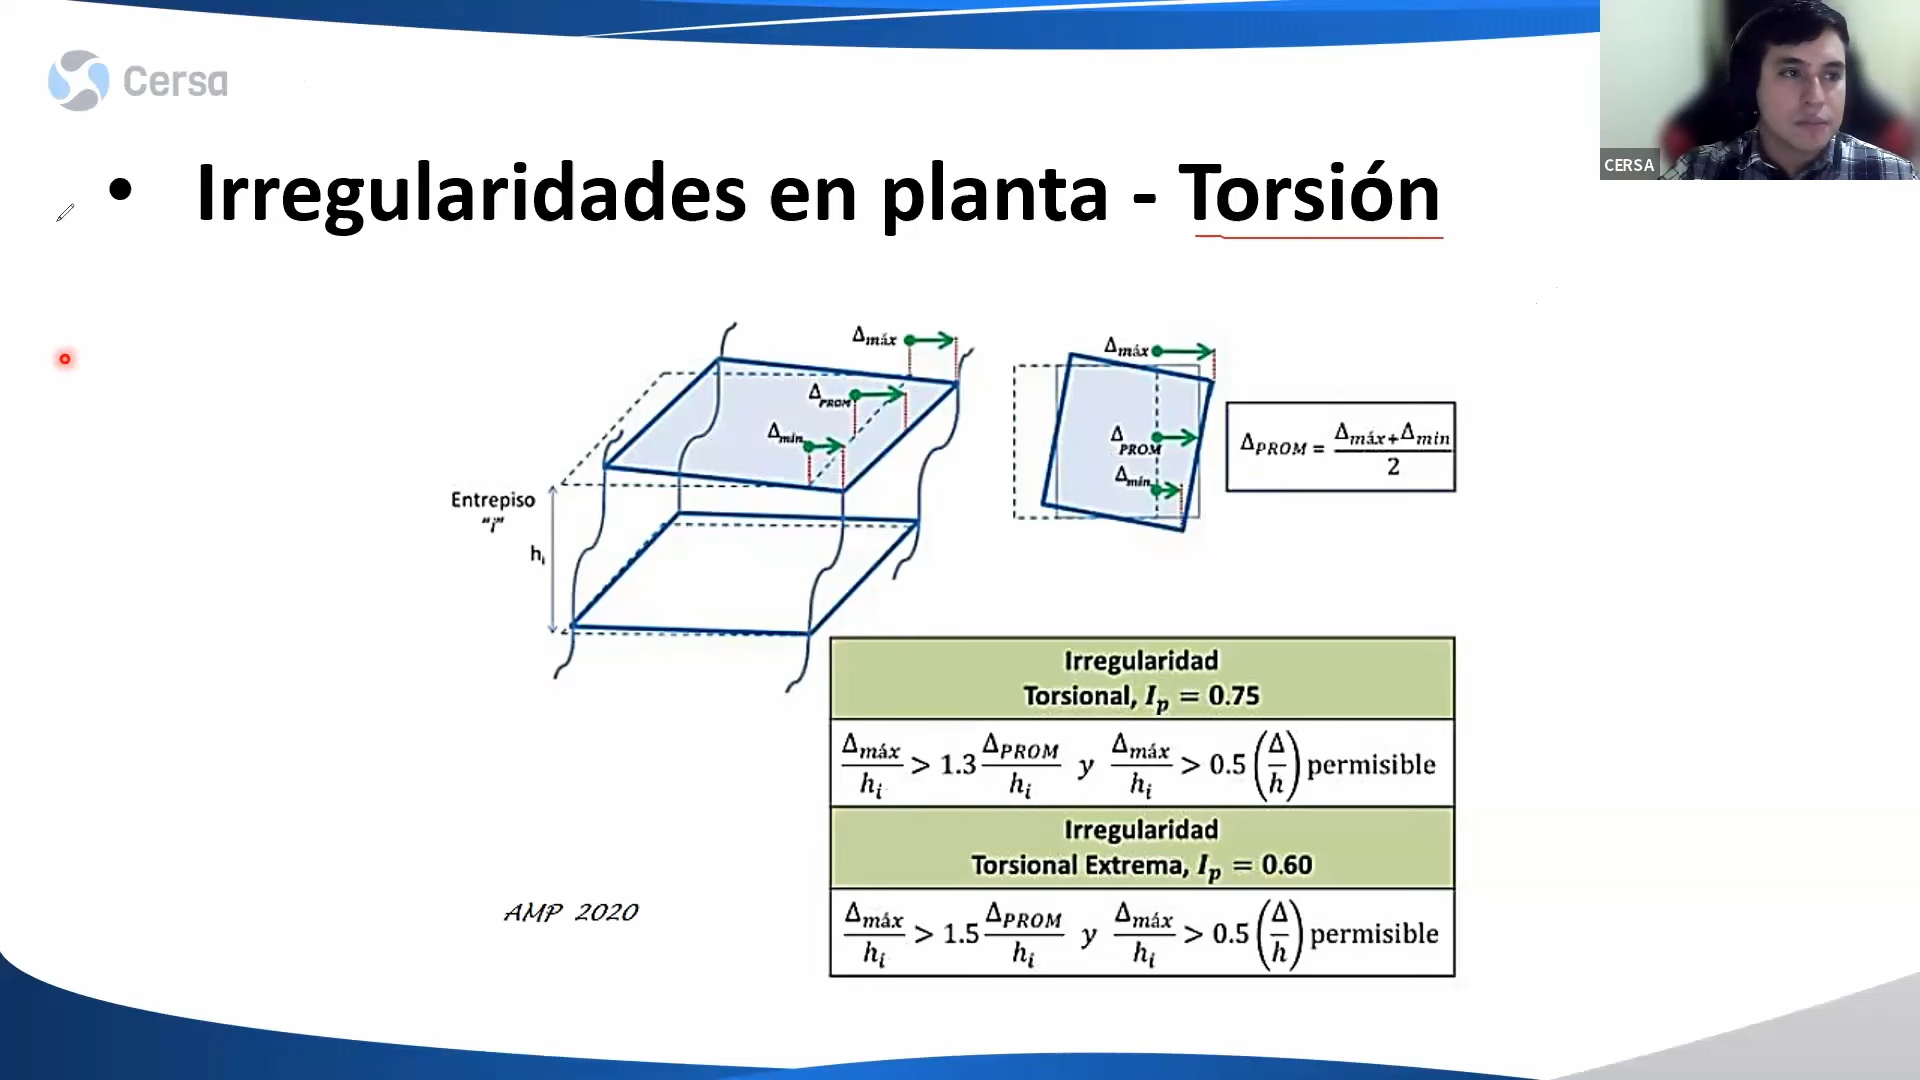 Cersa
CERSA
• Irregularidades en planta - Torsión
Δmáx
ΔPROM
Δmin
Entrepiso
“i”
hi
Δmáx
ΔPROM
Δmin
ΔPROM = (Δmáx+Δmin)/2
Irregularidad
Torsional, Ip = 0.75
Δmáx/hi > 1.3 ΔPROM/hi y Δmáx/hi > 0.5 (Δ/h) permisible
Irregularidad
Torsional Extrema, Ip = 0.60
Δmáx/hi > 1.5 ΔPROM/hi y Δmáx/hi > 0.5 (Δ/h) permisible
AMP 2020